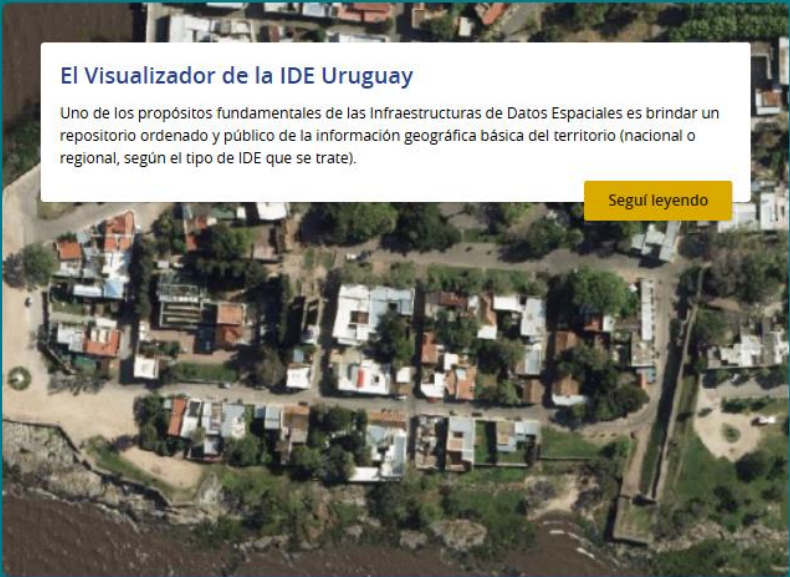 El Visualizador de la IDE Uruguay
Uno de los propósitos fundamentales de las Infraestructuras de Datos Espaciales es brindar un
repositorio ordenado y público de la información geográfica básica del territorio (nacional o
regional, según el tipo de IDE que se trate).
Seguí leyendo